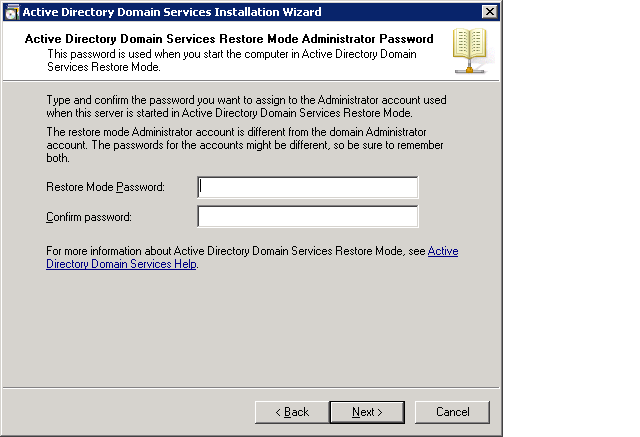 Active Directory Domain Services Installation Wizard
Active Directory Domain Services Restore Mode Administrator Password
This password is used when you start the computer in Active Directory Domain
Services Restore Mode.
Type and confirm the password you want to assign to the Administrator account used
when this server is started in Active Directory Domain Services Restore Mode.
The restore mode Administrator account is different from the domain Administrator
account. The passwords for the accounts might be different, so be sure to remember
both.
Restore Mode Password:
Confirm password:
For more information about Active Directory Domain Services Restore Mode, see Active
Directory Domain Services Help.
< Back Next > Cancel